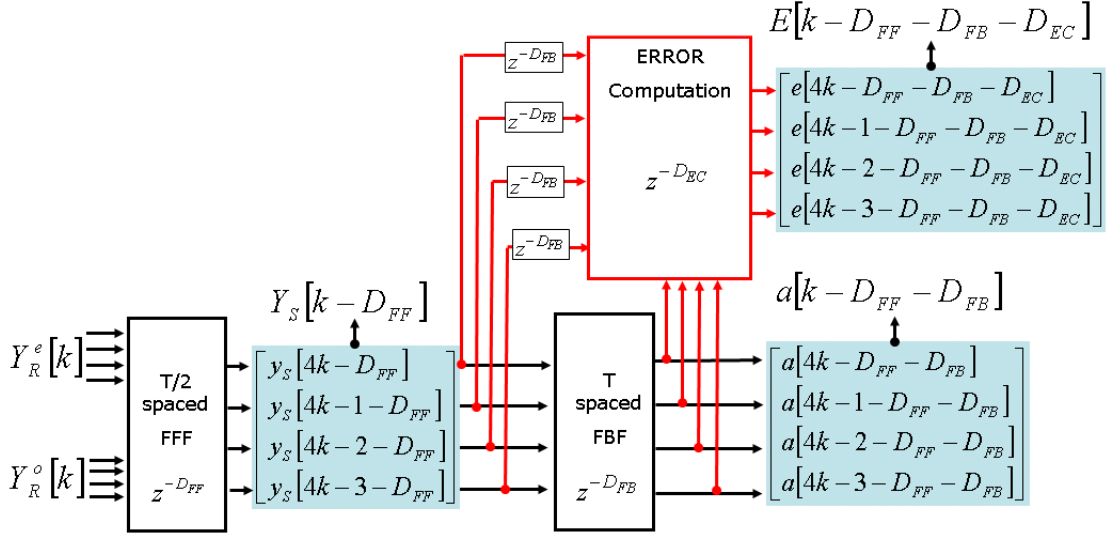 E[k − D_FF − D_FB − D_EC]
z^{-D_FB}
z^{-D_FB}
z^{-D_FB}
z^{-D_FB}
ERROR
Computation
z^{-D_EC}
e[4k − D_FF − D_FB − D_EC]
e[4k − 1 − D_FF − D_FB − D_EC]
e[4k − 2 − D_FF − D_FB − D_EC]
e[4k − 3 − D_FF − D_FB − D_EC]
Y_S[k − D_FF]
a[k − D_FF − D_FB]
Y_R^e[k]
Y_R^o[k]
T/2
spaced
FFF
z^{-D_FF}
y_S[4k − D_FF]
y_S[4k − 1 − D_FF]
y_S[4k − 2 − D_FF]
y_S[4k − 3 − D_FF]
T
spaced
FBF
z^{-D_FB}
a[4k − D_FF − D_FB]
a[4k − 1 − D_FF − D_FB]
a[4k − 2 − D_FF − D_FB]
a[4k − 3 − D_FF − D_FB]